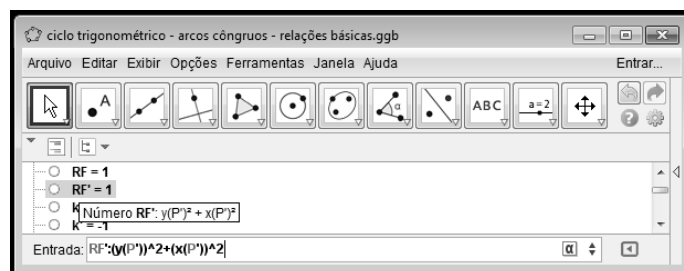 ciclo trigonométrico - arcos côngruos - relações básicas.ggb
Arquivo Editar Exibir Opções Ferramentas Janela Ajuda Entrar...
A α ABC a=2
RF = 1
RF' = 1
k
Número RF': y(P')² + x(P')²
k' = -1
Entrada: RF':(y(P'))^2+(x(P'))^2 α